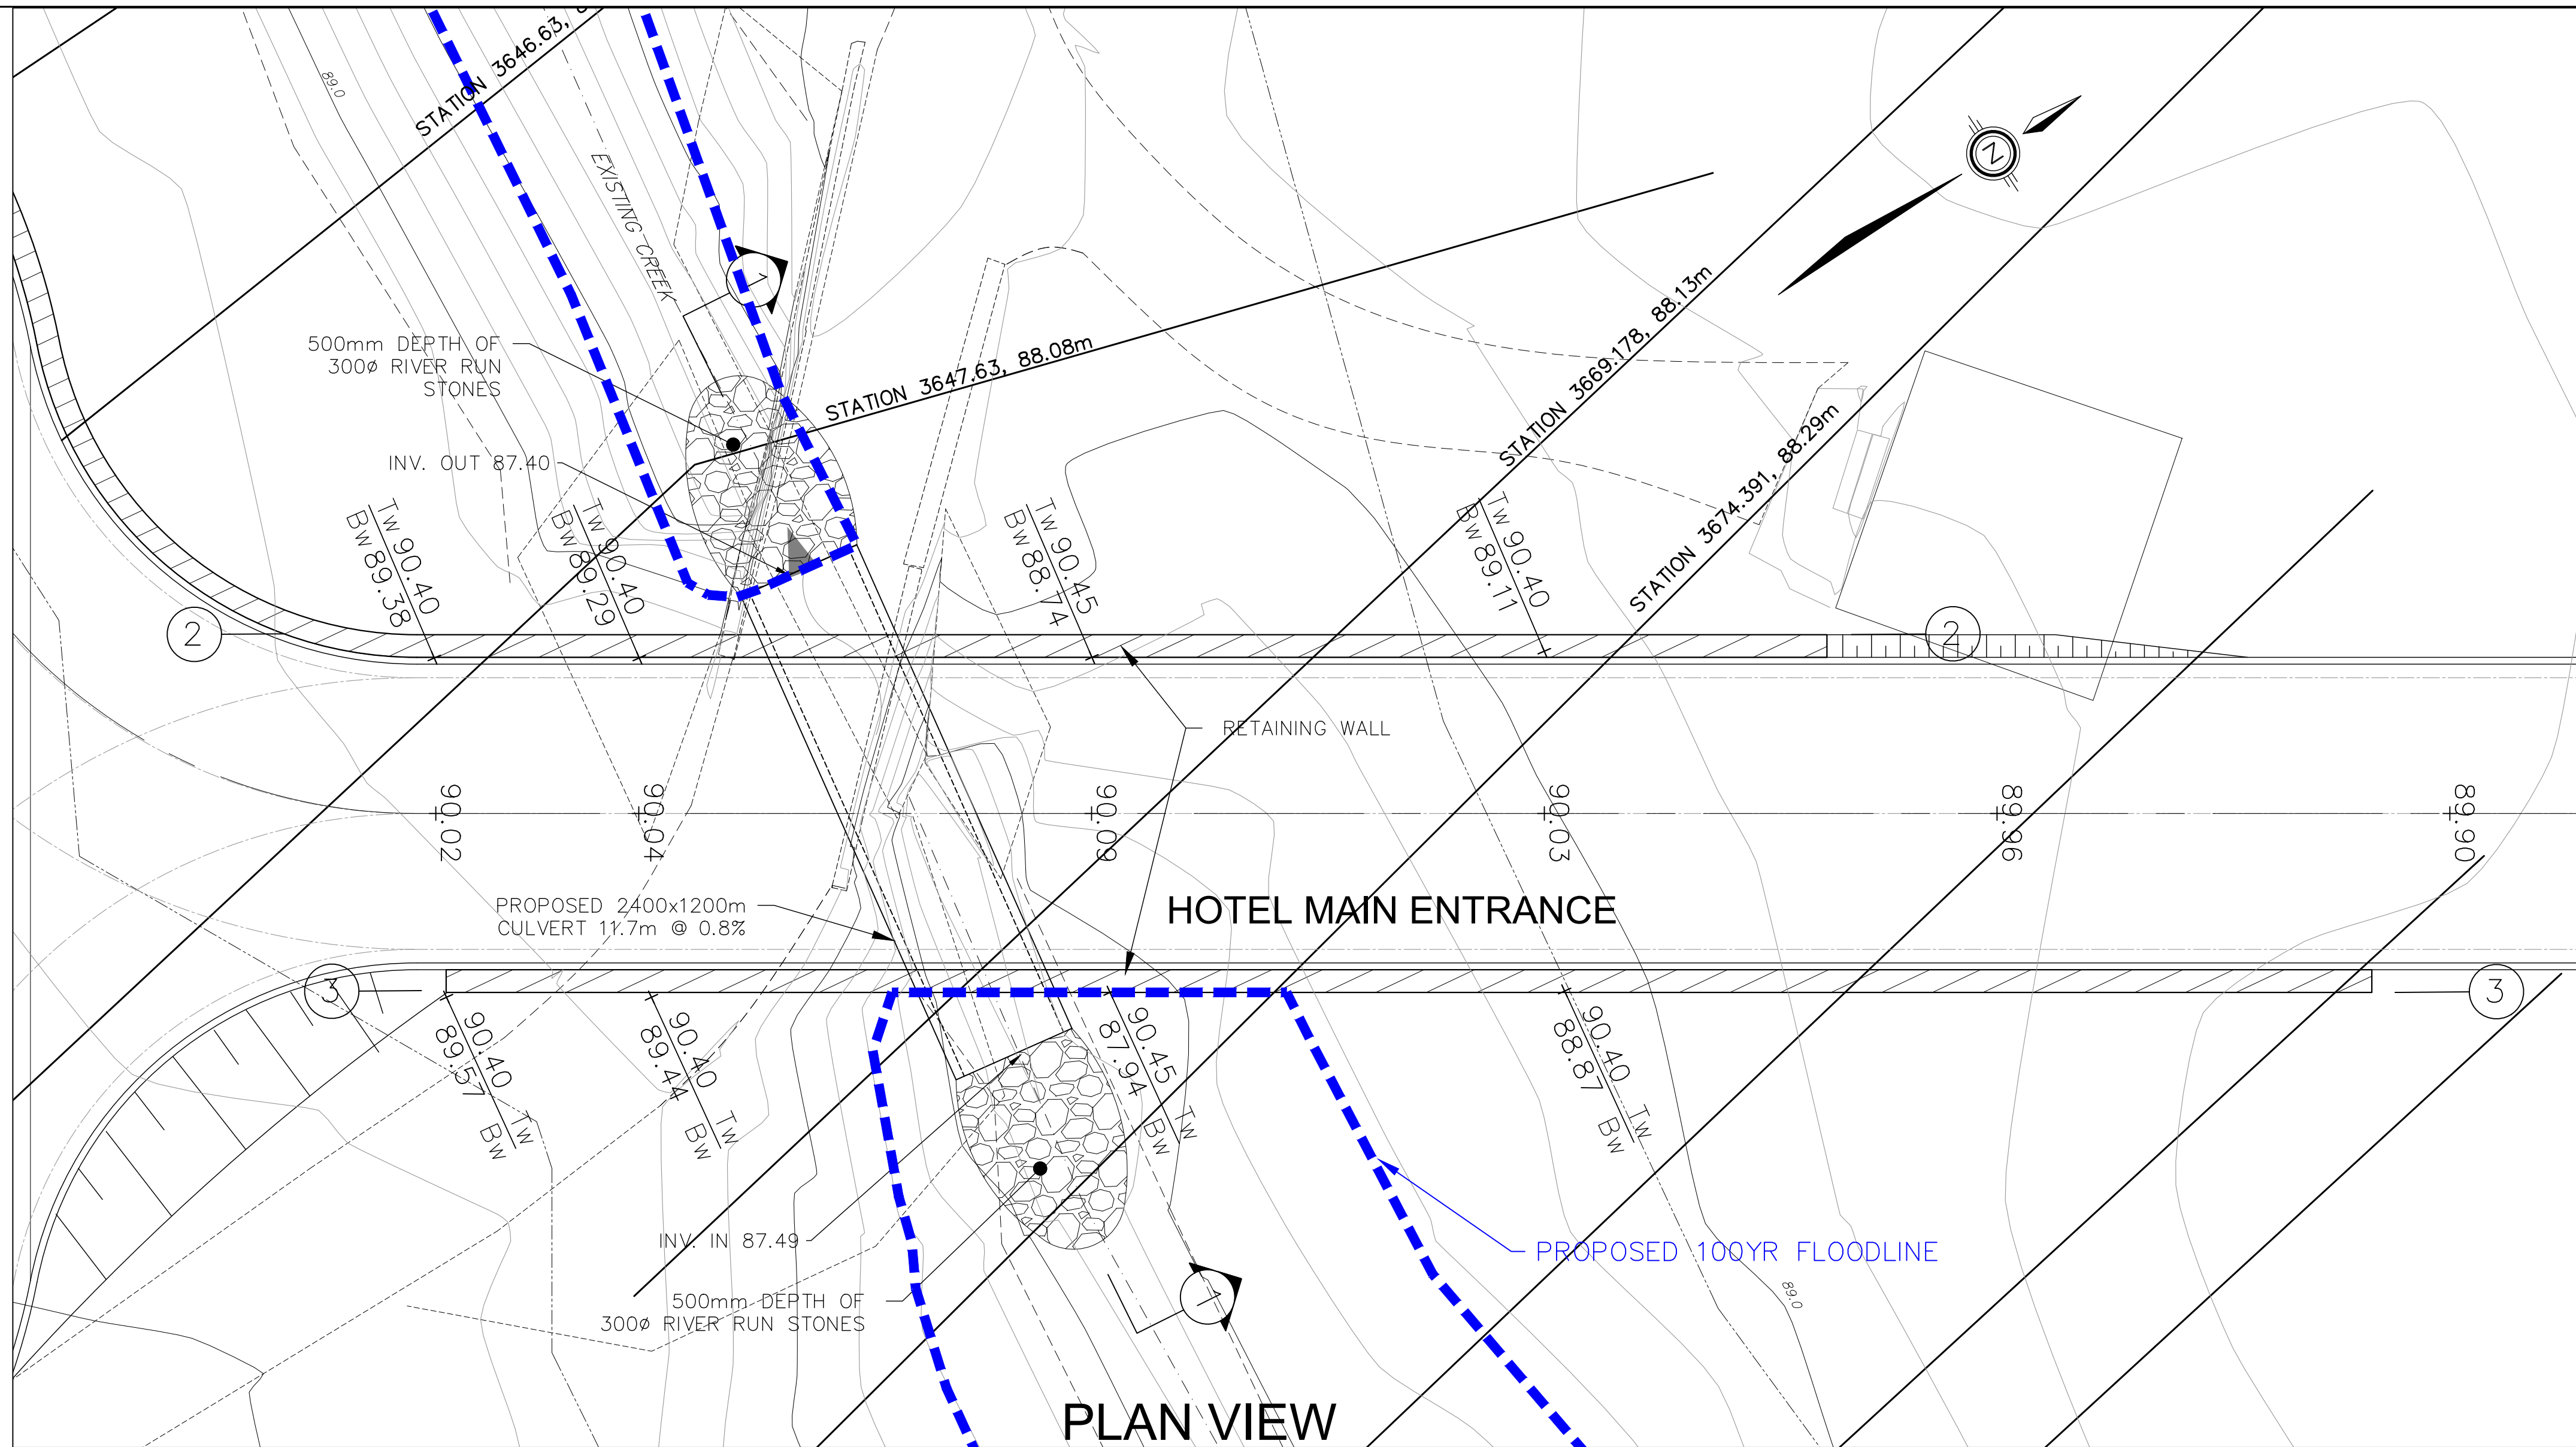 STATION 3646.63,
89.0
EXISTING CREEK
N
1
500mm DEPTH OF
300ø RIVER RUN
STONES
STATION 3647.63, 88.08m
STATION 3669.178, 88.13m
STATION 3674.391, 88.29m
INV. OUT 87.40
Tw 90.40
Bw 89.38
Tw 90.40
Bw 89.29
Tw 90.45
Bw 88.74
Tw 90.40
Bw 89.11
2
2
RETAINING WALL
90.02
90.04
90.09
90.03
89.96
89.90
PROPOSED 2400x1200m
CULVERT 11.7m @ 0.8%
HOTEL MAIN ENTRANCE
3
3
90.40 Tw
89.57 Bw
90.40 Tw
89.44 Bw
90.45 Tw
87.94 Bw
90.40 Tw
88.87 Bw
INV. IN 87.49
PROPOSED 100YR FLOODLINE
500mm DEPTH OF
300ø RIVER RUN STONES
1
89.0
PLAN VIEW